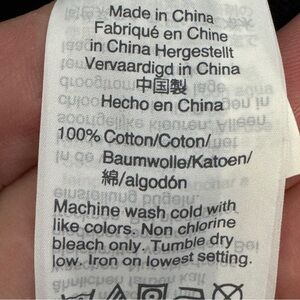 Made in China
Fabriqué en Chine
in China Hergestellt
Vervaardigd in China
中国製
Hecho en China
100% Cotton/Coton/
Baumwolle/Katoen/
綿/algodón
Machine wash cold with
like colors. Non chlorine
bleach only. Tumble dry
low. Iron on lowest setting.